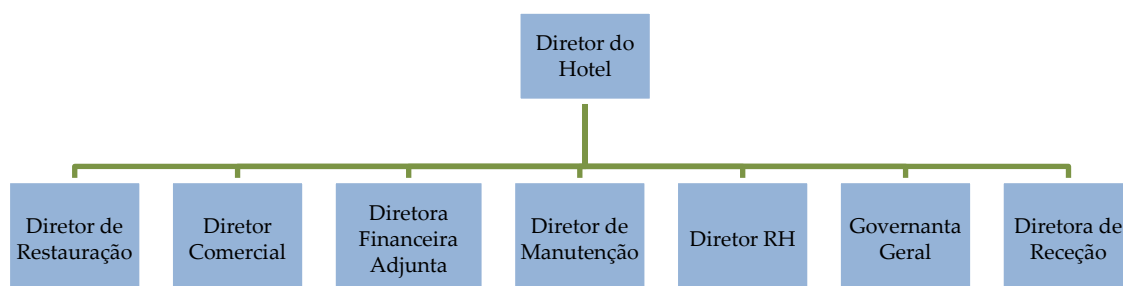 Diretor do
Hotel
Diretor de
Restauração
Diretor
Comercial
Diretora
Financeira
Adjunta
Diretor de
Manutenção
Diretor RH
Governanta
Geral
Diretora de
Receção